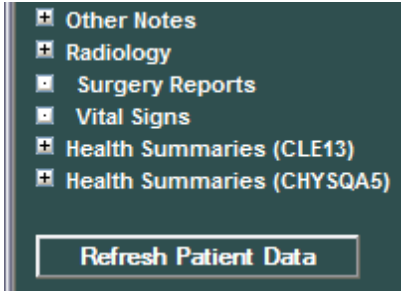 Other Notes
Radiology
Surgery Reports
Vital Signs
Health Summaries (CLE13)
Health Summaries (CHYSQA5)
Refresh Patient Data